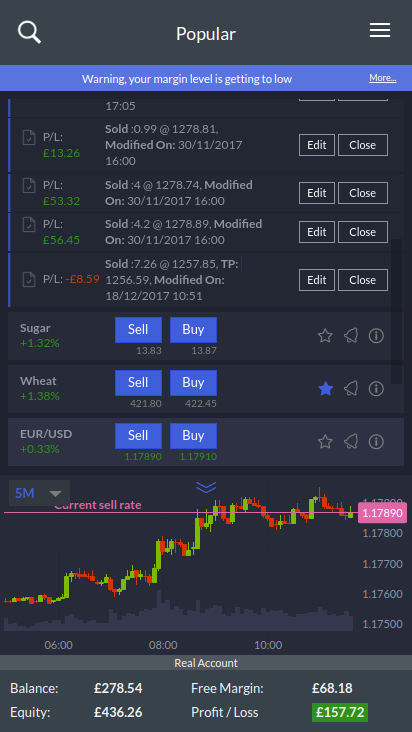 Popular
Warning, your margin level is getting to low
More...
17:05
P/L:
£13.26
Sold :0.99 @ 1278.81,
Modified On: 30/11/2017
16:00
Edit
Close
P/L:
£53.32
Sold :4 @ 1278.74, Modified
On: 30/11/2017 16:00
Edit
Close
P/L:
£56.45
Sold :4.2 @ 1278.89, Modified
On: 30/11/2017 16:00
Edit
Close
P/L: -£8.59
Sold :7.26 @ 1257.85, TP:
1256.59, Modified On:
18/12/2017 10:51
Edit
Close
Sugar
+1.32%
Sell
13.83
Buy
13.87
Wheat
+1.38%
Sell
421.80
Buy
422.45
EUR/USD
+0.33%
Sell
1.17890
Buy
1.17910
5M
Current sell rate
1.17890
1.17800
1.17700
1.17600
1.17500
06:00
08:00
10:00
Real Account
Balance:
£278.54
Free Margin:
£68.18
Equity:
£436.26
Profit / Loss
£157.72